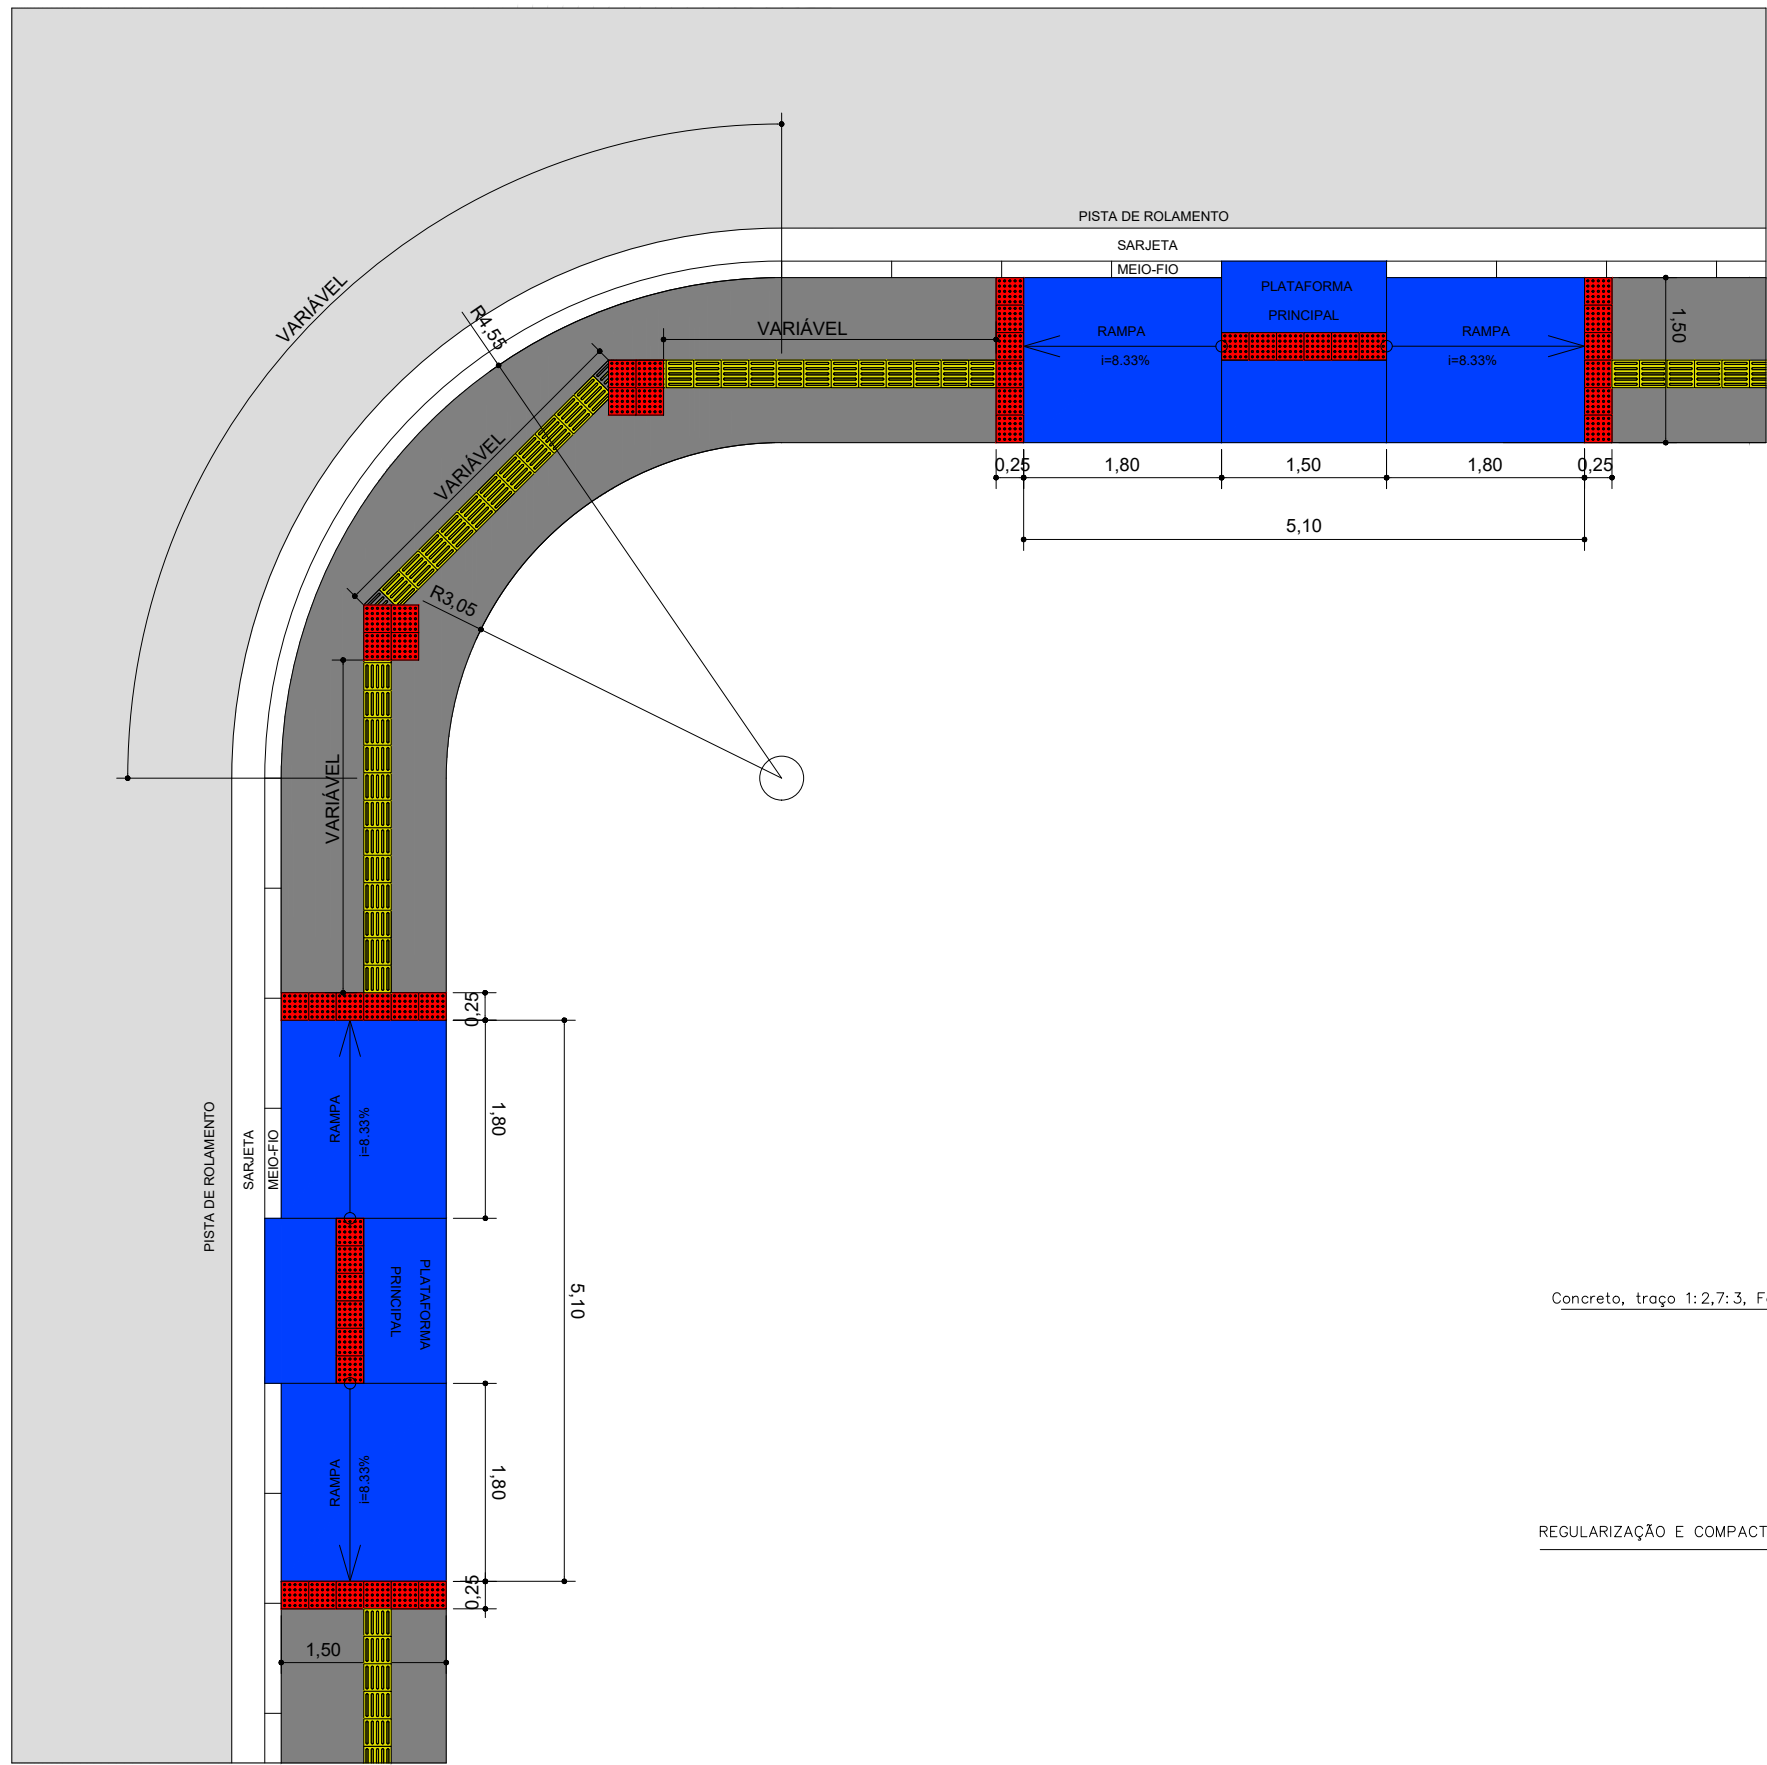 PISTA DE ROLAMENTO
SARJETA
MEIO-FIO
VARIÁVEL
R4,55
VARIÁVEL
PLATAFORMA
PRINCIPAL
RAMPA
i=8.33%
RAMPA
i=8.33%
1,50
VARIÁVEL
0,25
1,80
1,50
1,80
0,25
5,10
R3,05
VARIÁVEL
0,25
1,80
RAMPA
i=8.33%
PISTA DE ROLAMENTO
SARJETA
MEIO-FIO
PLATAFORMA
PRINCIPAL
5,10
RAMPA
i=8.33%
1,80
0,25
1,50
Concreto, traço 1:2,7:3, F
REGULARIZAÇÃO E COMPACT